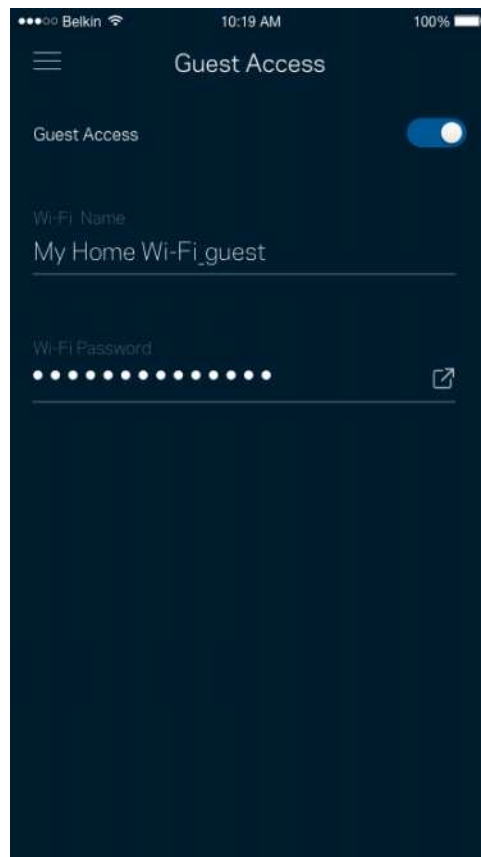 Belkin 10:19 AM 100%
Guest Access
Guest Access
Wi-Fi Name
My Home Wi-Fi_guest
Wi-Fi Password
••••••••••••••